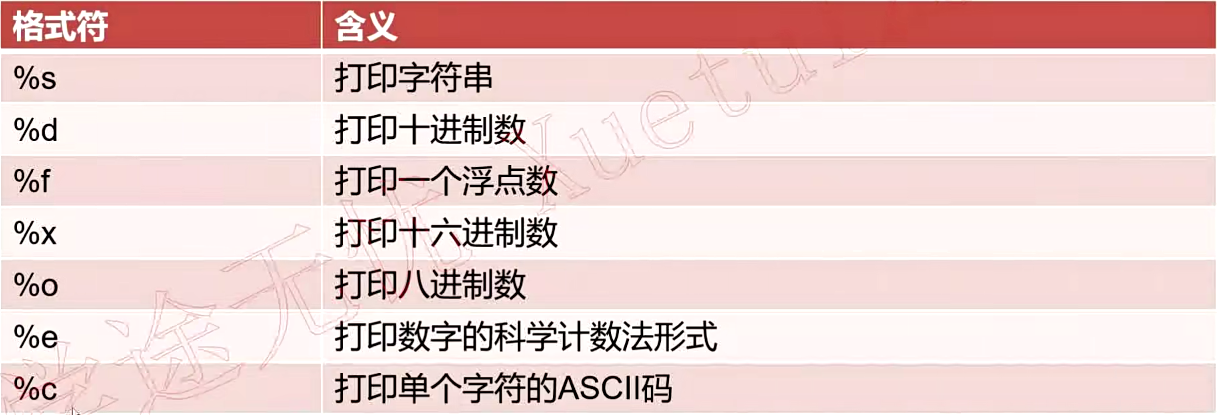 格式符 含义
%s 打印字符串
%d 打印十进制数
%f 打印一个浮点数
%x 打印十六进制数
%o 打印八进制数
%e 打印数字的科学计数法形式
%c 打印单个字符的ASCII码
学途无忧 Xuetu